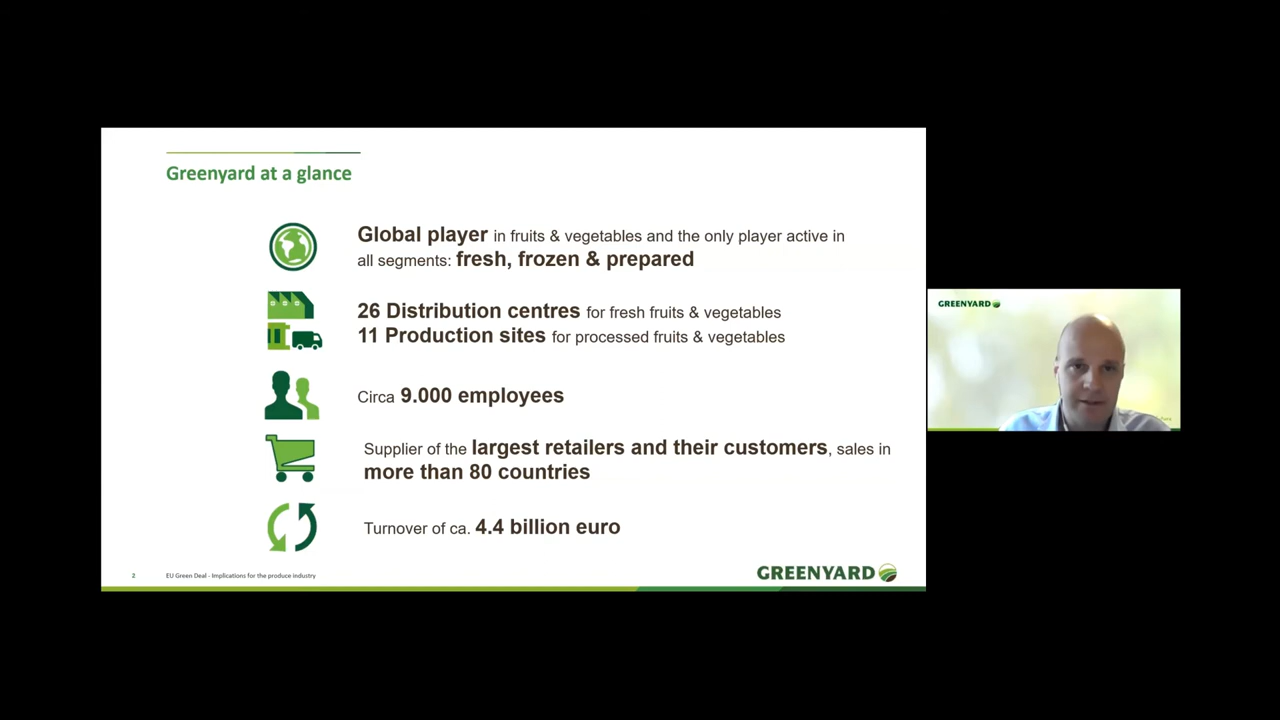 Greenyard at a glance
Global player in fruits & vegetables and the only player active in
all segments: fresh, frozen & prepared
26 Distribution centres for fresh fruits & vegetables
11 Production sites for processed fruits & vegetables
Circa 9.000 employees
Supplier of the largest retailers and their customers, sales in
more than 80 countries
Turnover of ca. 4.4 billion euro
2
EU Green Deal - Implications for the produce industry
GREENYARD
GREENYARD